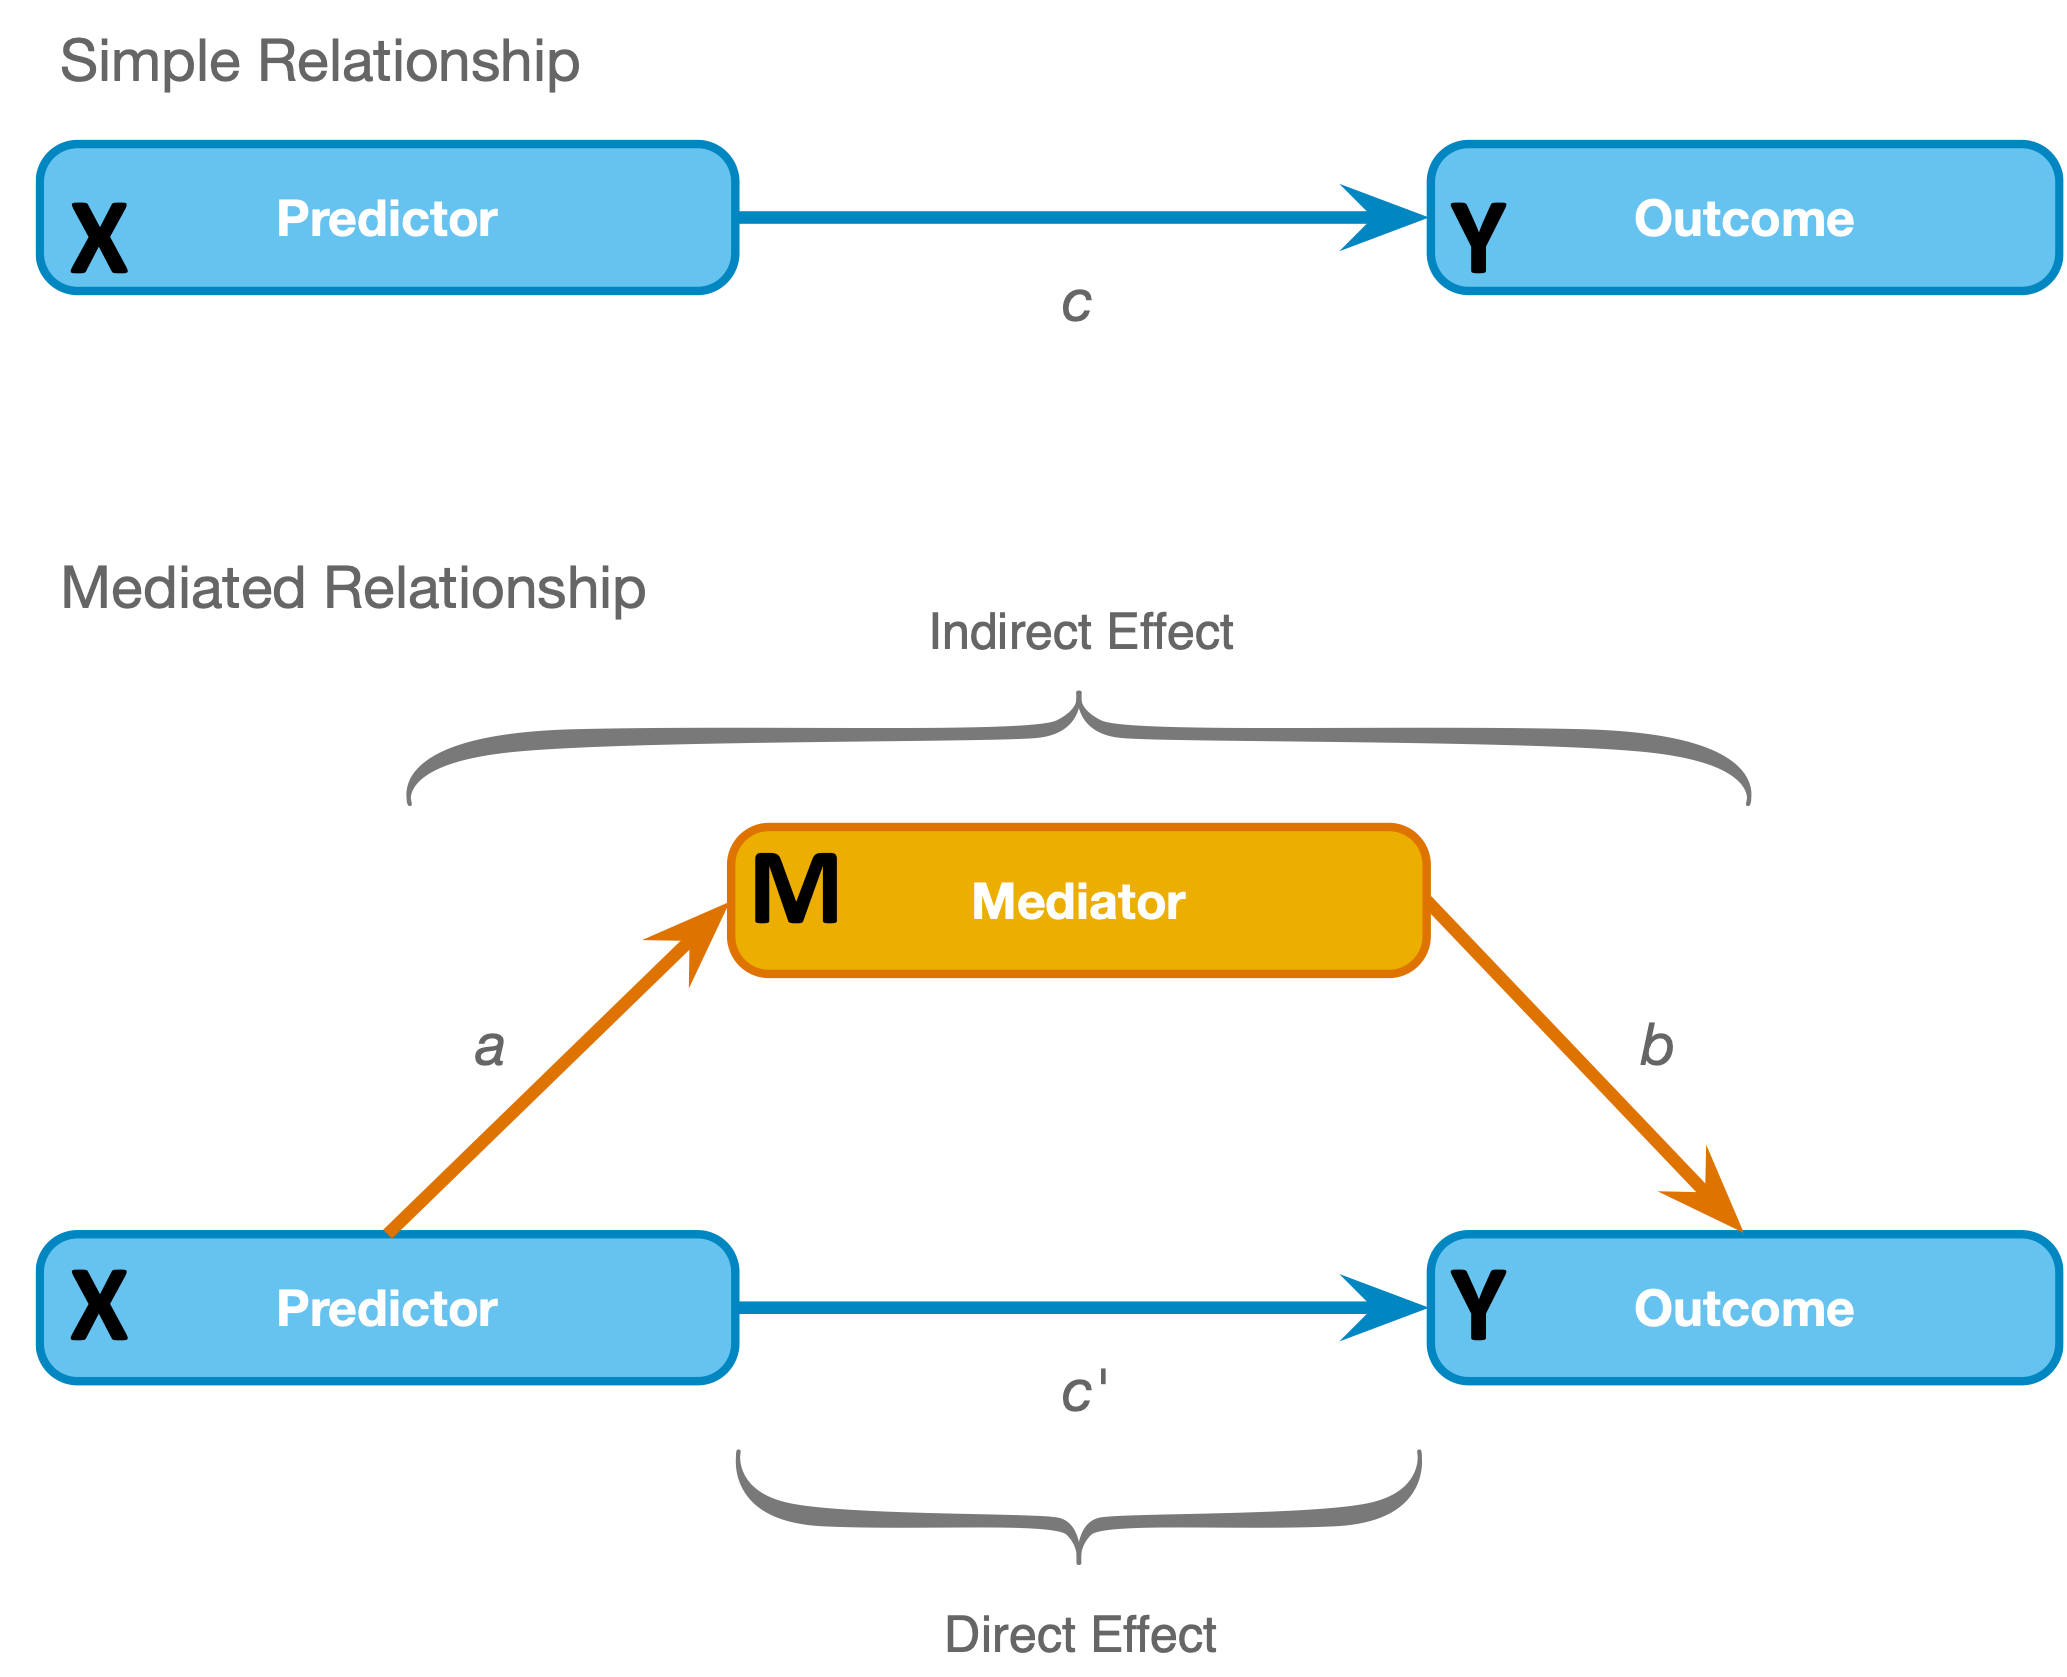 Simple Relationship
X Predictor
Y Outcome
c
Mediated Relationship
Indirect Effect
M Mediator
a
b
X Predictor
Y Outcome
c'
Direct Effect